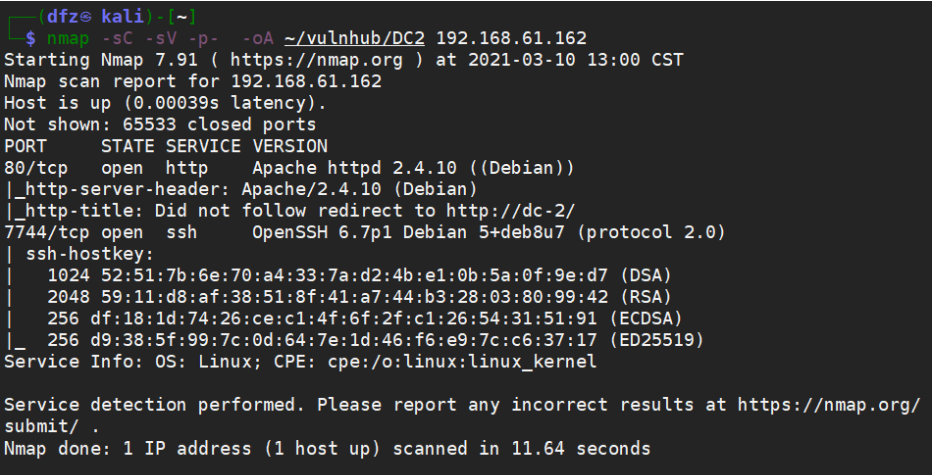 ┌──(dfz㉿ kali)-[~]
└─$ nmap -sC -sV -p-  -oA ~/vulnhub/DC2 192.168.61.162
Starting Nmap 7.91 ( https://nmap.org ) at 2021-03-10 13:00 CST
Nmap scan report for 192.168.61.162
Host is up (0.00039s latency).
Not shown: 65533 closed ports
PORT     STATE SERVICE VERSION
80/tcp   open  http    Apache httpd 2.4.10 ((Debian))
|_http-server-header: Apache/2.4.10 (Debian)
|_http-title: Did not follow redirect to http://dc-2/
7744/tcp open  ssh     OpenSSH 6.7p1 Debian 5+deb8u7 (protocol 2.0)
| ssh-hostkey:
|   1024 52:51:7b:6e:70:a4:33:7a:d2:4b:e1:0b:5a:0f:9e:d7 (DSA)
|   2048 59:11:d8:af:38:51:8f:41:a7:44:b3:28:03:80:99:42 (RSA)
|   256 df:18:1d:74:26:ce:c1:4f:6f:2f:c1:26:54:31:51:91 (ECDSA)
|_  256 d9:38:5f:99:7c:0d:64:7e:1d:46:f6:e9:7c:c6:37:17 (ED25519)
Service Info: OS: Linux; CPE: cpe:/o:linux:linux_kernel

Service detection performed. Please report any incorrect results at https://nmap.org/
submit/ .
Nmap done: 1 IP address (1 host up) scanned in 11.64 seconds